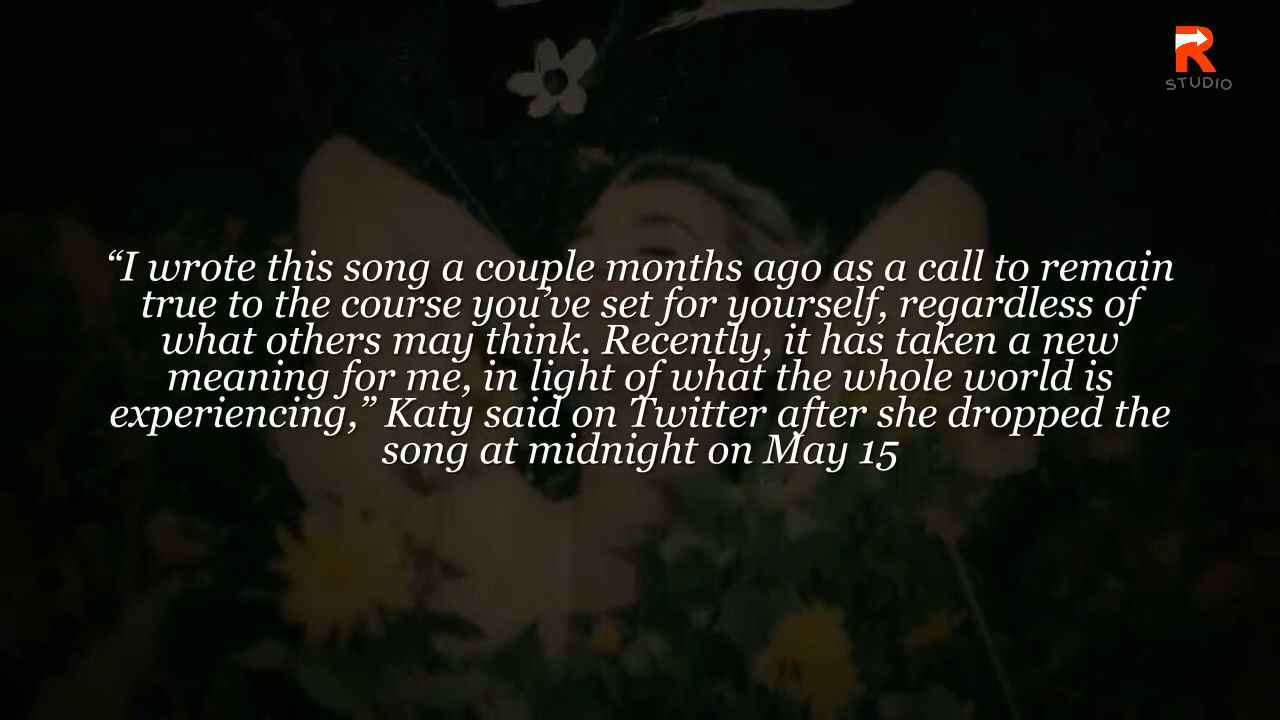 R
STUDIO
“I wrote this song a couple months ago as a call to remain
true to the course you’ve set for yourself, regardless of
what others may think. Recently, it has taken a new
meaning for me, in light of what the whole world is
experiencing,” Katy said on Twitter after she dropped the
song at midnight on May 15